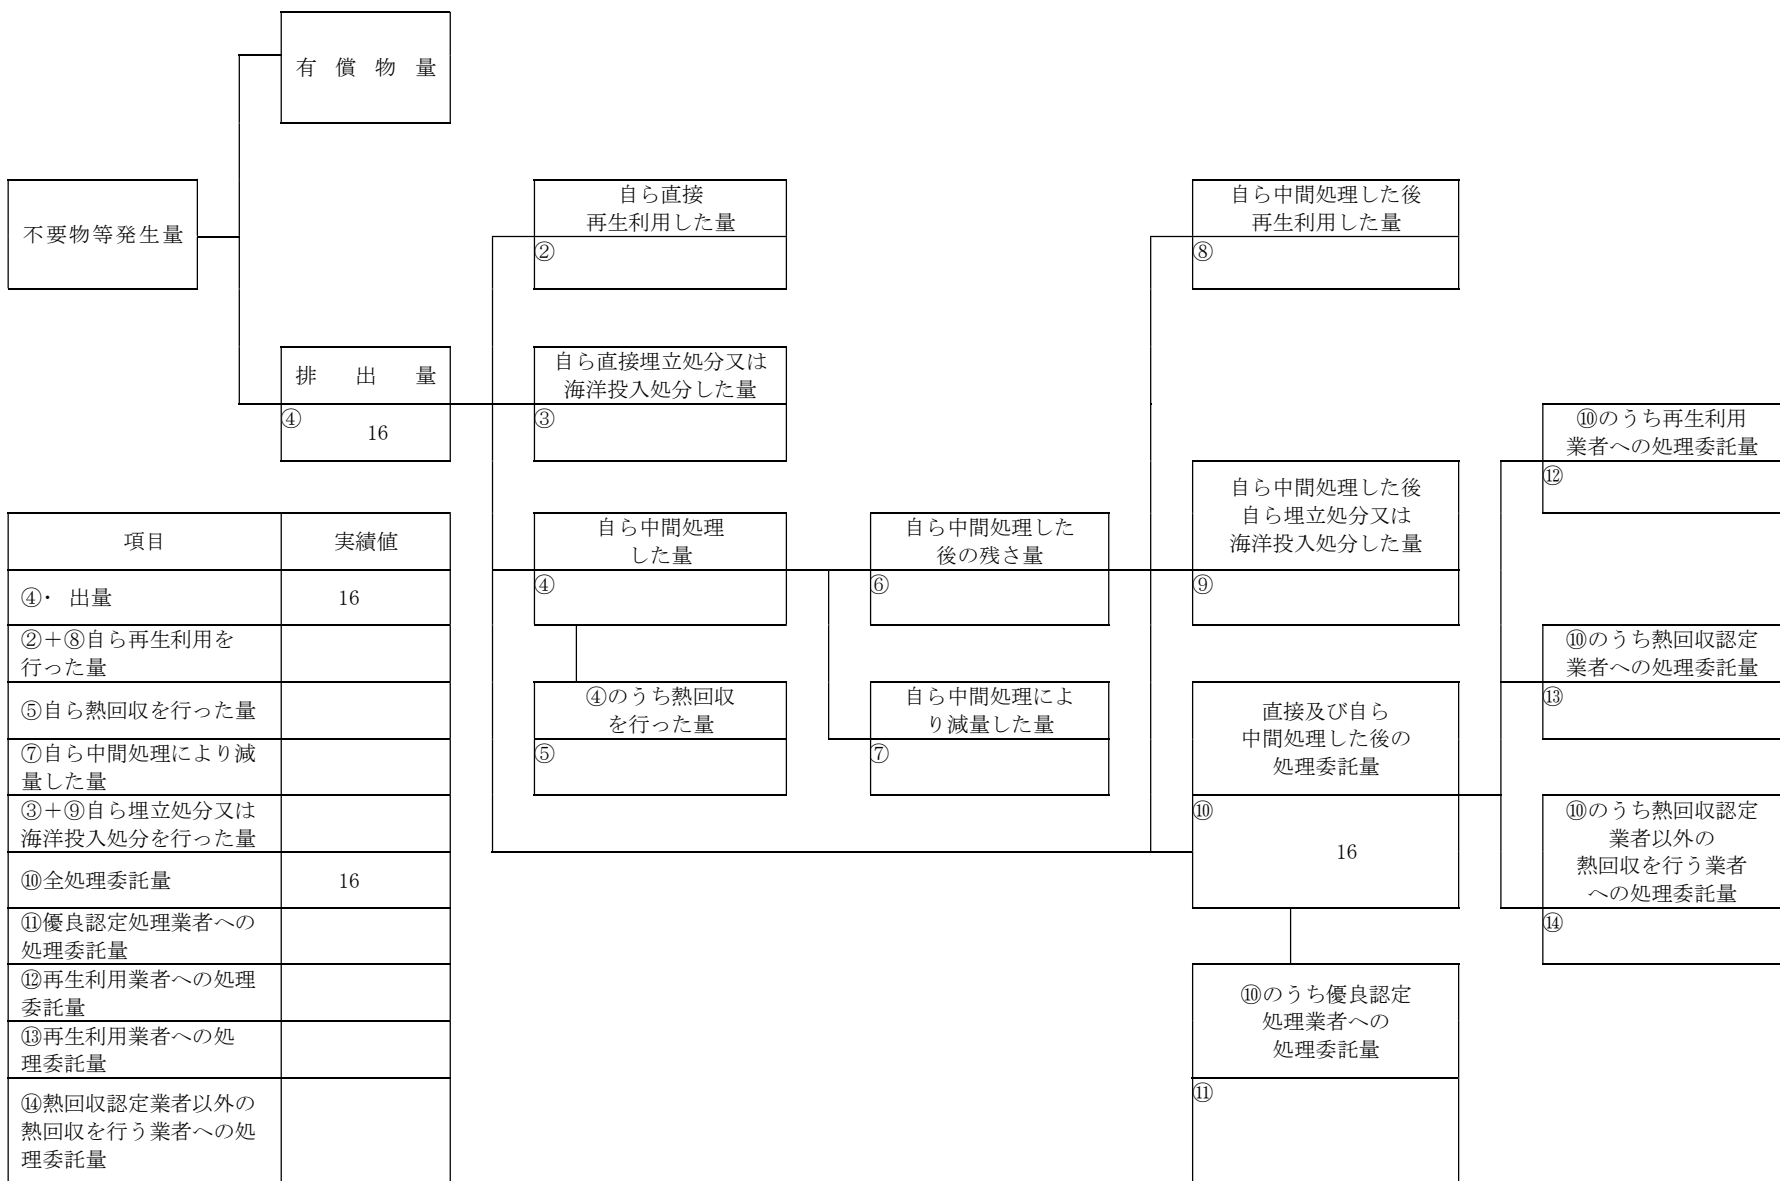 有 償 物 量
不要物等発生量
自ら直接
再生利用した量
②
自ら中間処理した後
再生利用した量
⑧
排 出 量
④ 16
自ら直接埋立処分又は
海洋投入処分した量
③
⑩のうち再生利用
業者への処理委託量
⑫
自ら中間処理
した量
④
自ら中間処理した
後の残さ量
⑥
自ら中間処理した後
自ら埋立処分又は
海洋投入処分した量
⑨
⑩のうち熱回収認定
業者への処理委託量
⑬
④のうち熱回収
を行った量
⑤
自ら中間処理によ
り減量した量
⑦
直接及び自ら
中間処理した後の
処理委託量
⑩
16
⑩のうち熱回収認定
業者以外の
熱回収を行う業者
への処理委託量
⑭
⑩のうち優良認定
処理業者への
処理委託量
⑪
項目 実績値
④・ 出量 16
②＋⑧自ら再生利用を
行った量
⑤自ら熱回収を行った量
⑦自ら中間処理により減
量した量
③＋⑨自ら埋立処分又は
海洋投入処分を行った量
⑩全処理委託量 16
⑪優良認定処理業者への
処理委託量
⑫再生利用業者への処理
委託量
⑬再生利用業者への処
理委託量
⑭熱回収認定業者以外の
熱回収を行う業者への処
理委託量